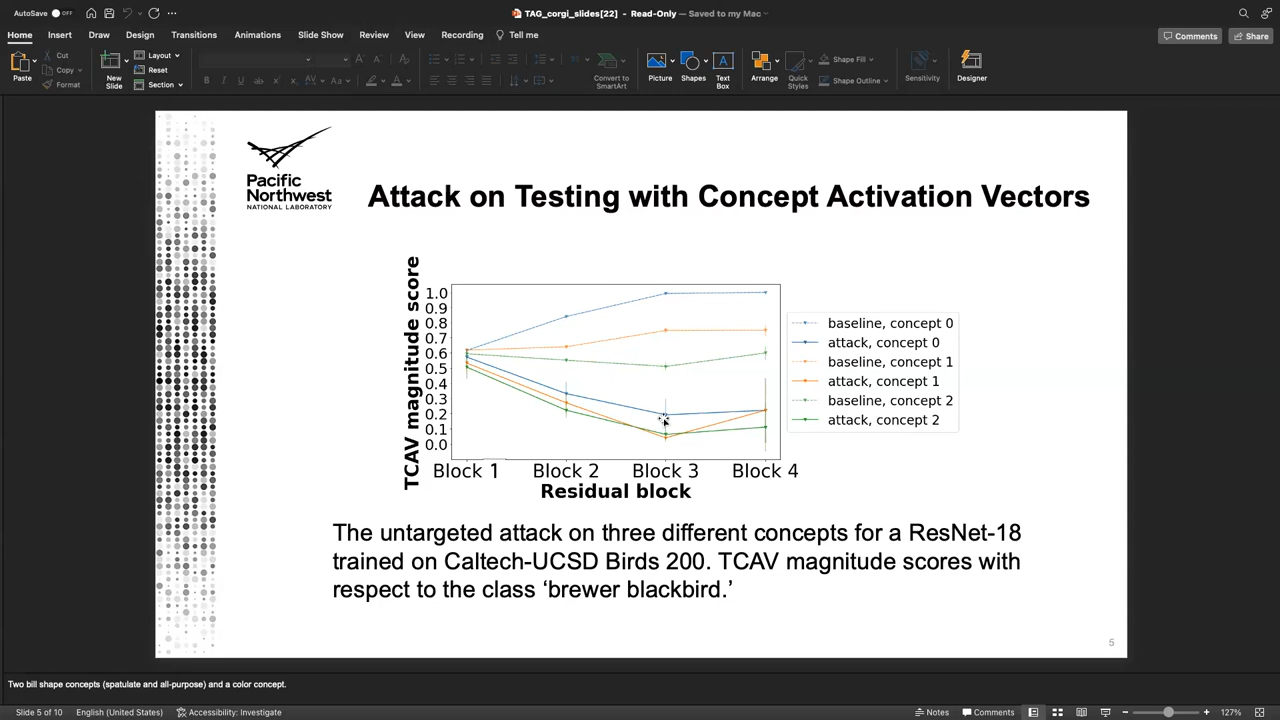 AutoSave OFF
TAG_corgi_slides[22] - Read-Only — Saved to my Mac
Home Insert Draw Design Transitions Animations Slide Show Review View Recording Tell me
Comments Share
Paste
Cut
Copy
Format
New Slide
Layout
Reset
Section
Convert to SmartArt
Picture
Shapes
Text Box
Arrange
Quick Styles
Shape Fill
Shape Outline
Sensitivity
Designer
Pacific
Northwest
NATIONAL LABORATORY
Attack on Testing with Concept Activation Vectors
TCAV magnitude score
1.0
0.9
0.8
0.7
0.6
0.5
0.4
0.3
0.2
0.1
0.0
Block 1 Block 2 Block 3 Block 4
Residual block
baseline, concept 0
attack, concept 0
baseline, concept 1
attack, concept 1
baseline, concept 2
attack, concept 2
The untargeted attack on three different concepts for a ResNet-18
trained on Caltech-UCSD Birds 200. TCAV magnitude scores with
respect to the class ‘brewer blackbird.’
5
Two bill shape concepts (spatulate and all-purpose) and a color concept.
Slide 5 of 10 English (United States) Accessibility: Investigate Notes Comments 127%